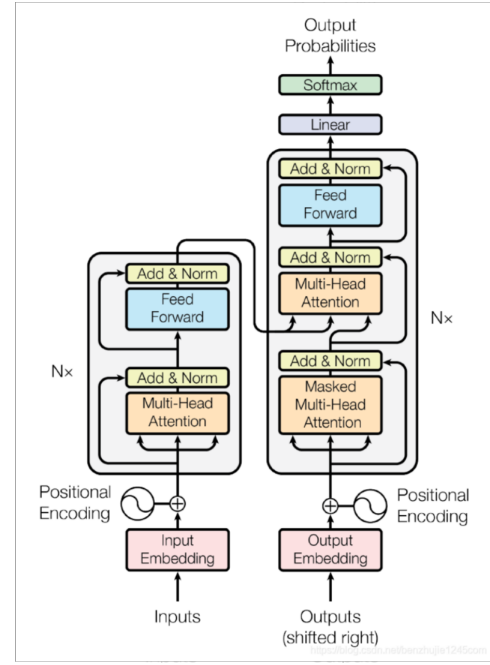 Output
Probabilities
Softmax
Linear
Add & Norm
Feed
Forward
Add & Norm
Multi-Head
Attention
Add & Norm
Masked
Multi-Head
Attention
Nx
Add & Norm
Feed
Forward
Add & Norm
Multi-Head
Attention
Nx
Positional
Encoding
Positional
Encoding
Input
Embedding
Output
Embedding
Inputs
Outputs
(shifted right)